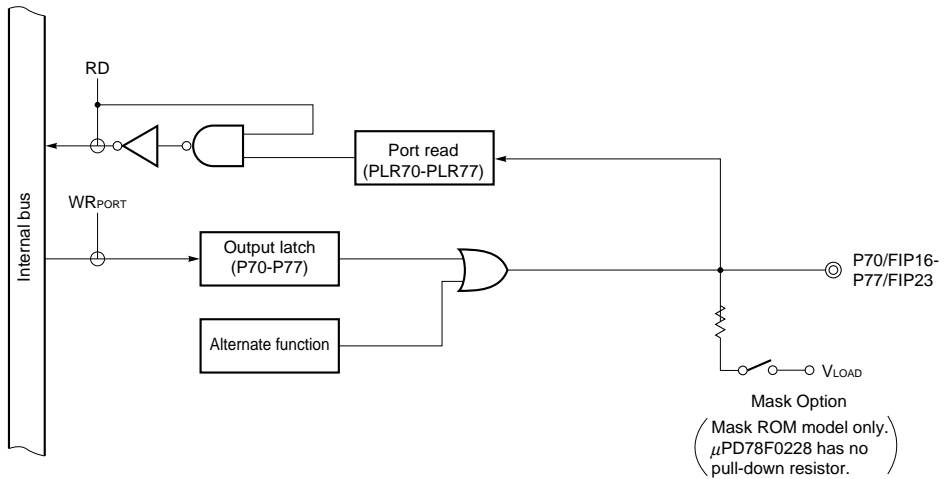 RD
Port read
(PLR70-PLR77)
Internal bus
WRPORT
Output latch
(P70-P77)
P70/FIP16-
P77/FIP23
Alternate function
VLOAD
Mask Option
Mask ROM model only.
μPD78F0228 has no
pull-down resistor.